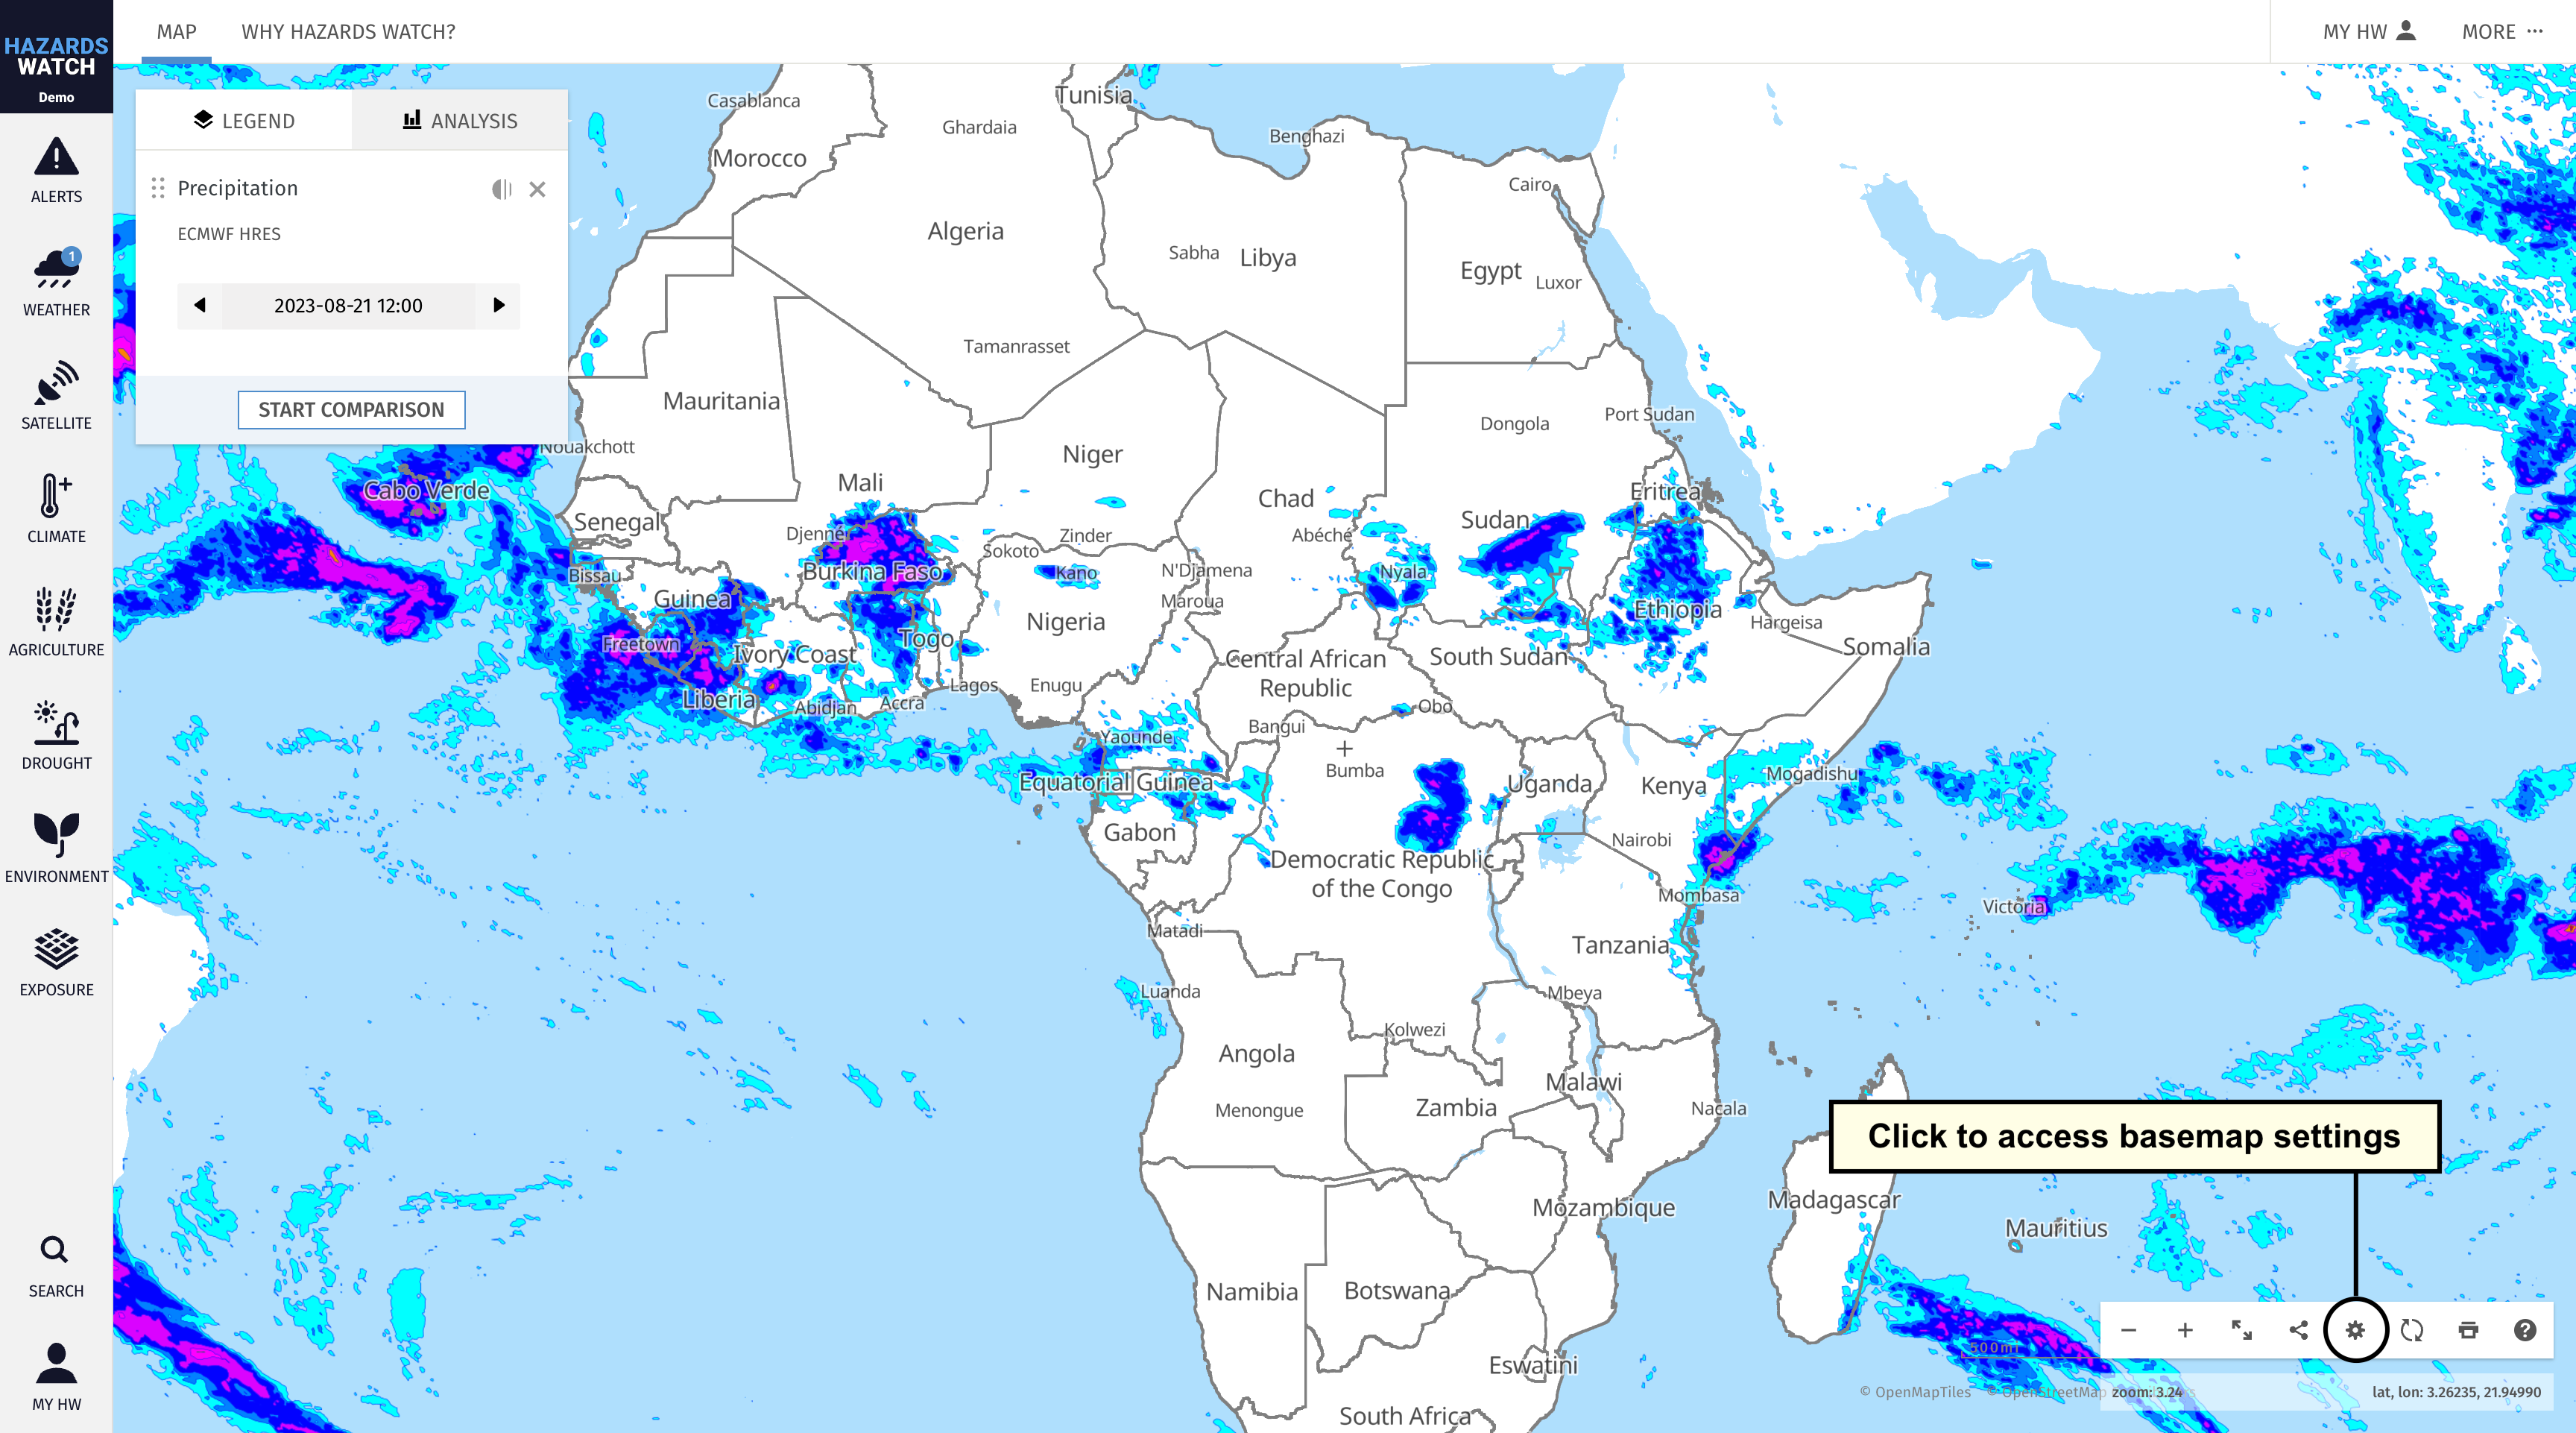 HAZARDS
WATCH
Demo
MAP
WHY HAZARDS WATCH?
MY HW
MORE
ALERTS
1
WEATHER
SATELLITE
CLIMATE
AGRICULTURE
DROUGHT
ENVIRONMENT
EXPOSURE
SEARCH
MY HW
LEGEND
ANALYSIS
Precipitation
ECMWF HRES
2023-08-21 12:00
START COMPARISON
Casablanca
Tunisia
Ghardaia
Benghazi
Morocco
Cairo
Algeria
Sabha
Libya
Egypt
Luxor
Tamanrasset
Mauritania
Port Sudan
Dongola
Nouakchott
Niger
Mali
Cabo Verde
Chad
Eritrea
Senegal
Sudan
Djenné
Zinder
Abéché
Sokoto
Bissau
Burkina Faso
Kano
N'Djamena
Nyala
Guinea
Maroua
Ethiopia
Nigeria
Hargeisa
Freetown
Togo
Ivory Coast
Central African
Republic
South Sudan
Somalia
Lagos
Enugu
Liberia
Abidjan
Accra
Obo
Bangui
Yaounde
Bumba
Mogadishu
Equatorial Guinea
Uganda
Kenya
Gabon
Nairobi
Democratic Republic
of the Congo
Mombasa
Victoria
Matadi
Tanzania
Luanda
Mbeya
Kolwezi
Angola
Malawi
Menongue
Zambia
Nacala
Click to access basemap settings
Madagascar
Mozambique
Mauritius
Namibia
Botswana
Eswatini
South Africa
500mi
© OpenMapTiles © OpenStreetMap
zoom: 3.24
lat, lon: 3.26235, 21.94990